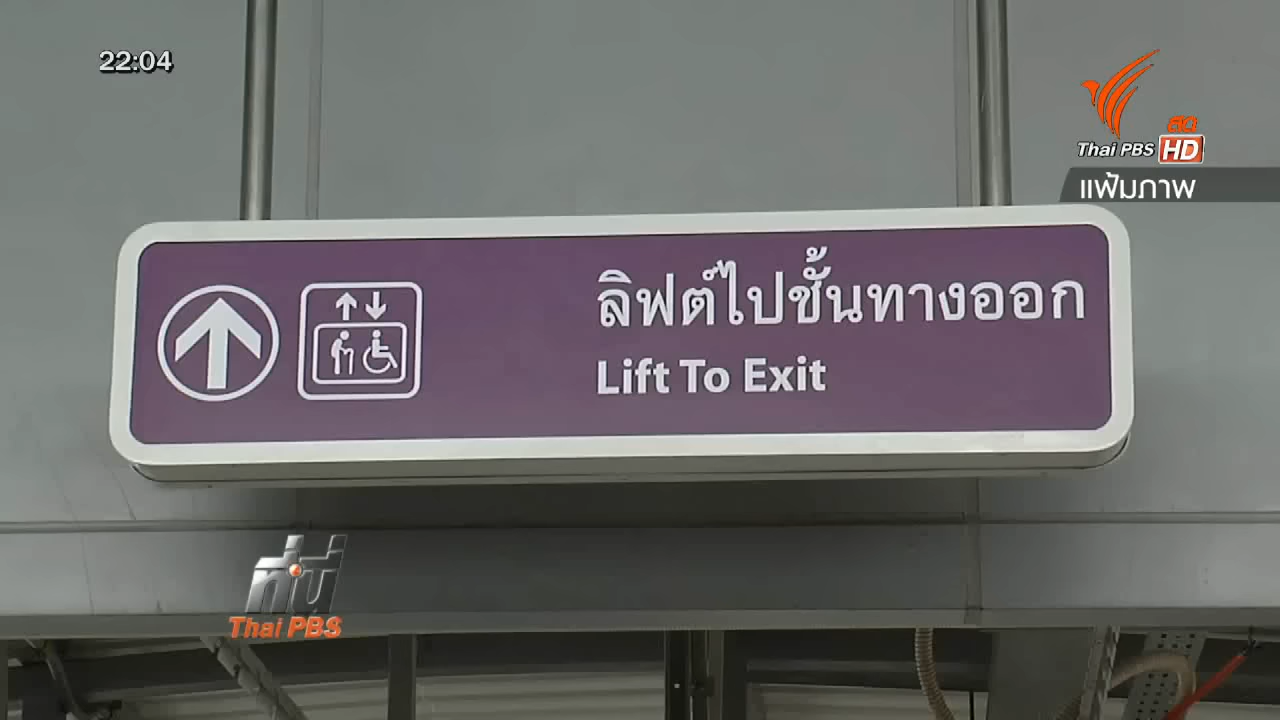 22:04
สด
Thai PBS HD
แฟ้มภาพ
ลิฟต์ไปชั้นทางออก
Lift To Exit
ที่นี่
Thai PBS